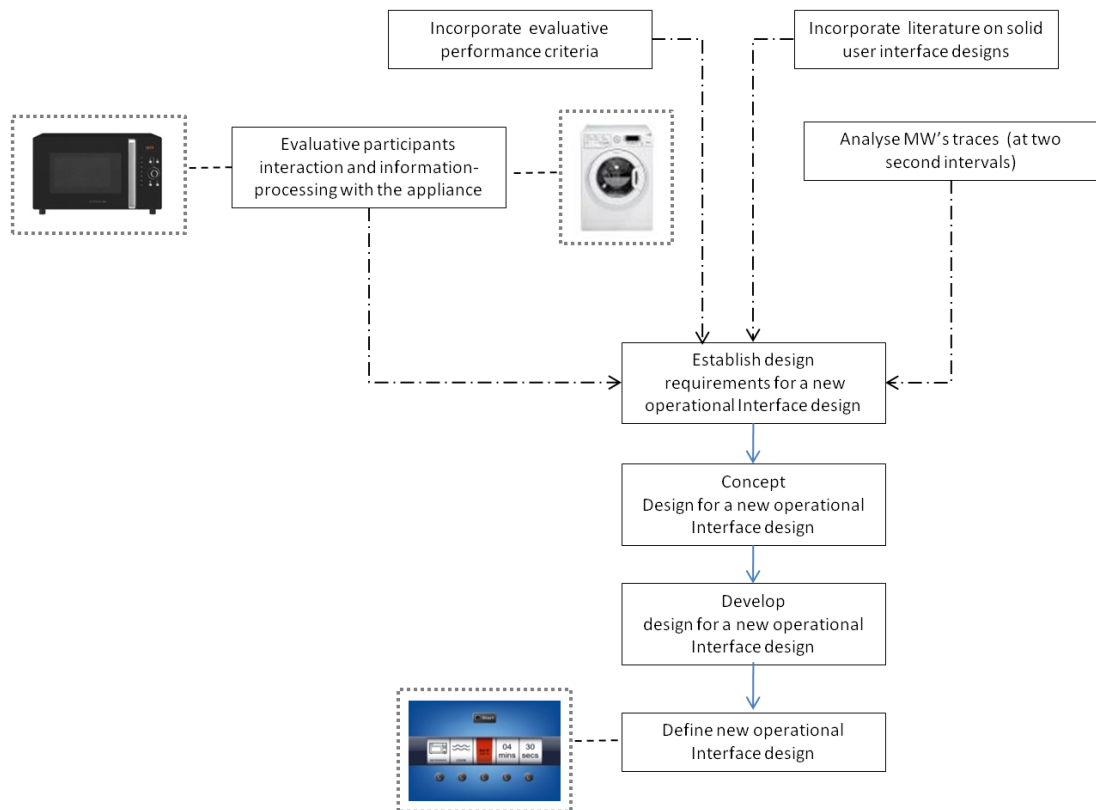 Incorporate evaluative
performance criteria
Incorporate literature on solid
user interface designs
Evaluative participants
interaction and information-
processing with the appliance
Analyse MW’s traces (at two
second intervals)
Establish design
requirements for a new
operational Interface design
Concept
Design for a new operational
Interface design
Develop
design for a new operational
Interface design
Start
04
mins
30
secs
Define new operational
Interface design